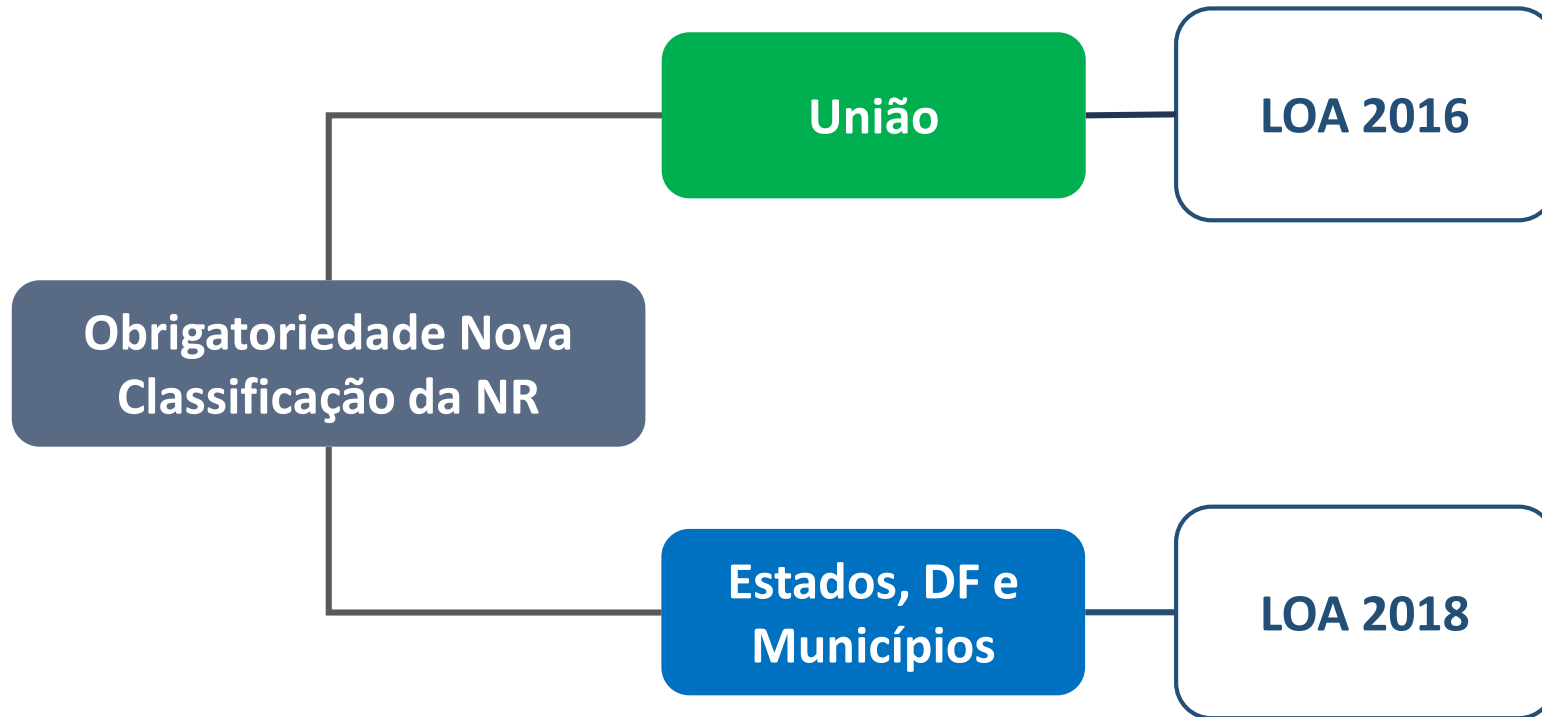 União
LOA 2016
Obrigatoriedade Nova
Classificação da NR
Estados, DF e
Municípios
LOA 2018